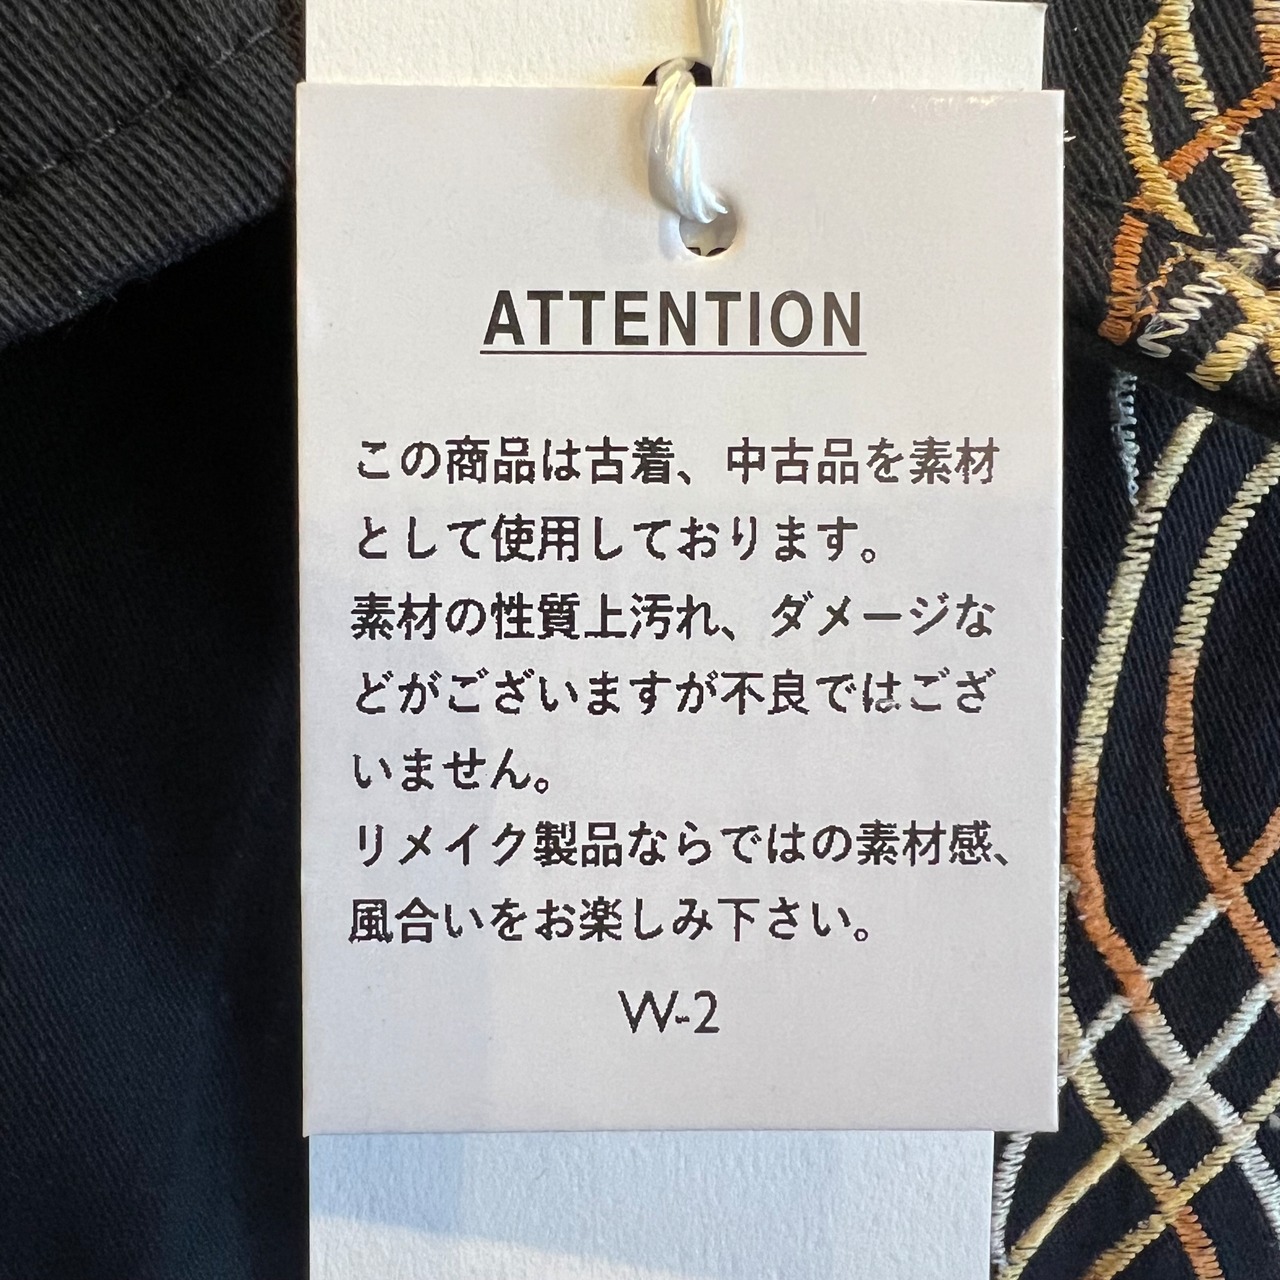 ATTENTION
この商品は古着、中古品を素材
として使用しております。
素材の性質上汚れ、ダメージな
どがございますが不良ではござ
いません。
リメイク製品ならではの素材感、
風合いをお楽しみ下さい。
W-2